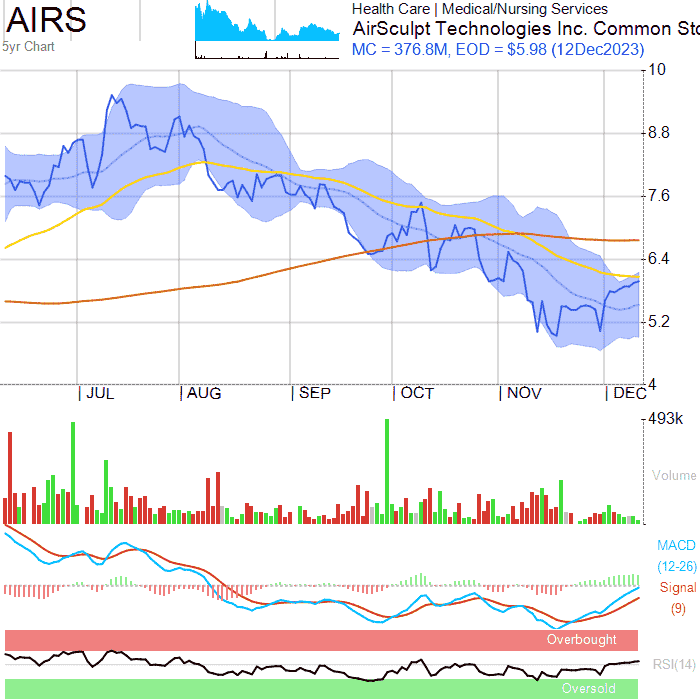 AIRS
5yr Chart
Health Care | Medical/Nursing Services
AirSculpt Technologies Inc. Common Sto
MC = 376.8M, EOD = $5.98 (12Dec2023)
10
8.8
7.6
6.4
5.2
4
JUL
AUG
SEP
OCT
NOV
DEC
493k
Volume
MACD
(12-26)
Signal
(9)
Overbought
RSI(14)
Oversold